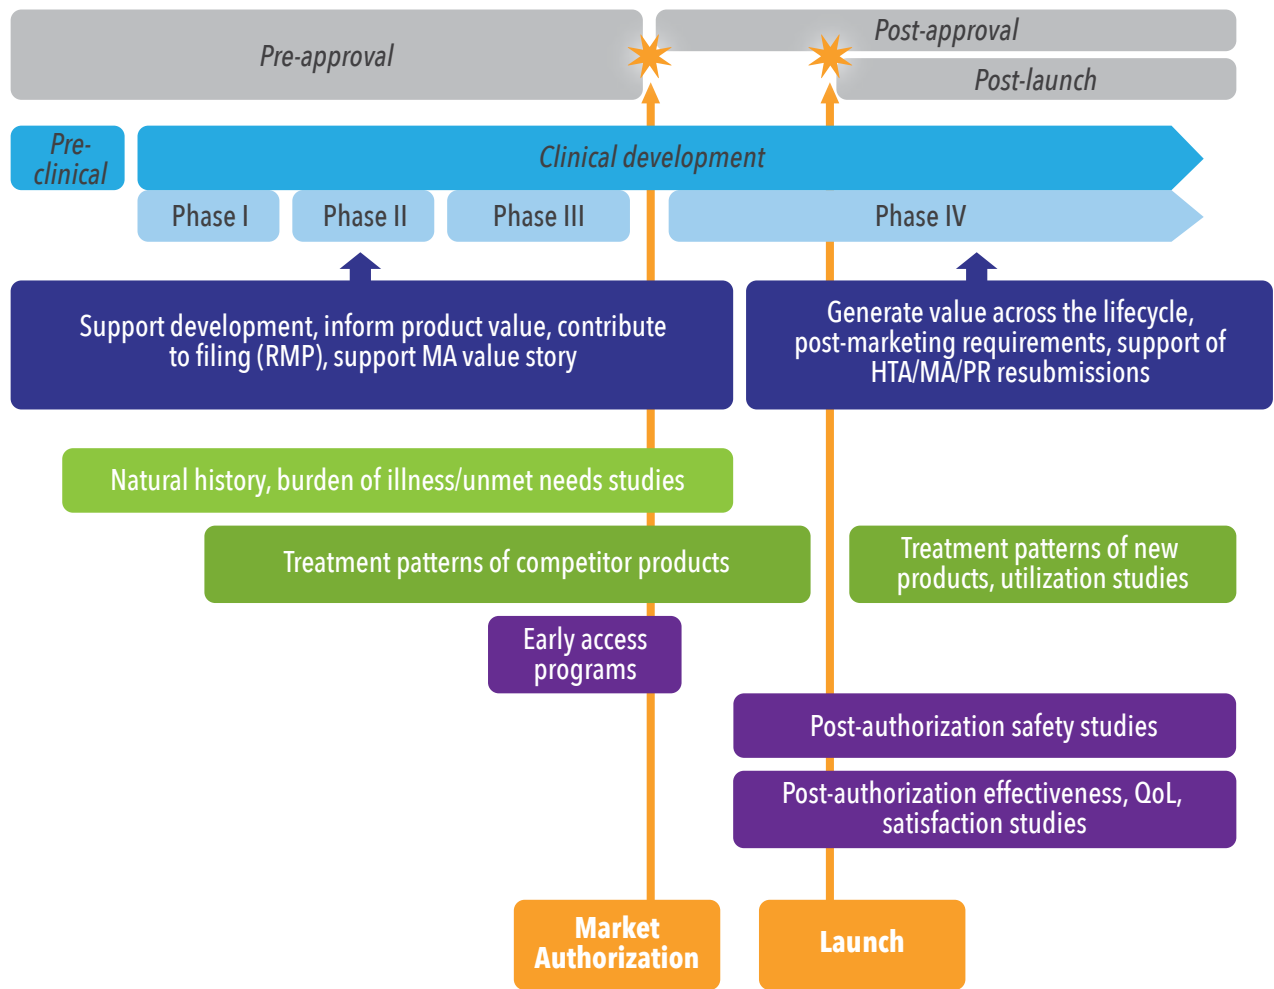 Pre-approval
Post-approval
Post-launch
Pre-
clinical
Clinical development
Phase I
Phase II
Phase III
Phase IV
Support development, inform product value, contribute
to filing (RMP), support MA value story
Generate value across the lifecycle,
post-marketing requirements, support of
HTA/MA/PR resubmissions
Natural history, burden of illness/unmet needs studies
Treatment patterns of competitor products
Treatment patterns of new
products, utilization studies
Early access
programs
Post-authorization safety studies
Post-authorization effectiveness, QoL,
satisfaction studies
Market
Authorization
Launch